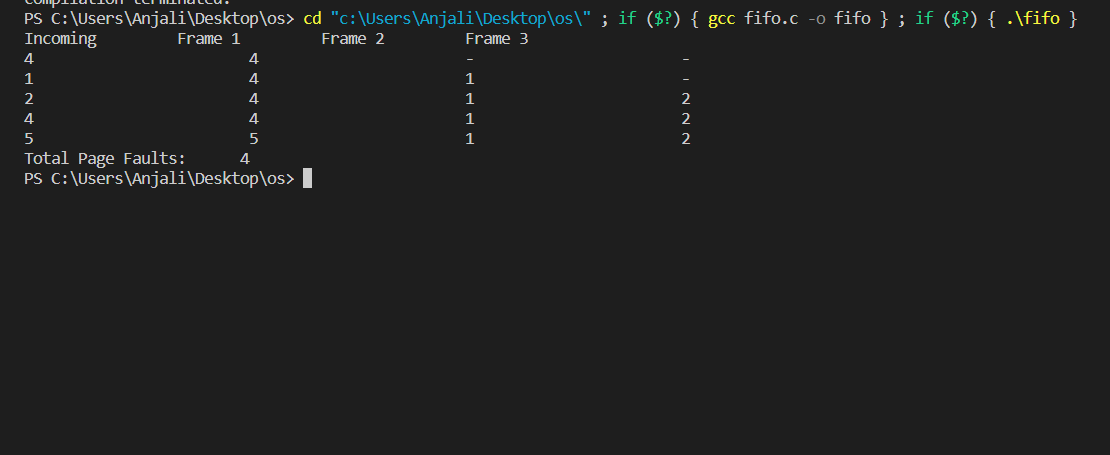 compilation terminated.
PS C:\Users\Anjali\Desktop\os> cd "c:\Users\Anjali\Desktop\os\" ; if ($?) { gcc fifo.c -o fifo } ; if ($?) { .\fifo }
Incoming Frame 1 Frame 2 Frame 3
4 4 - -
1 4 1 -
2 4 1 2
4 4 1 2
5 5 1 2
Total Page Faults: 4
PS C:\Users\Anjali\Desktop\os>